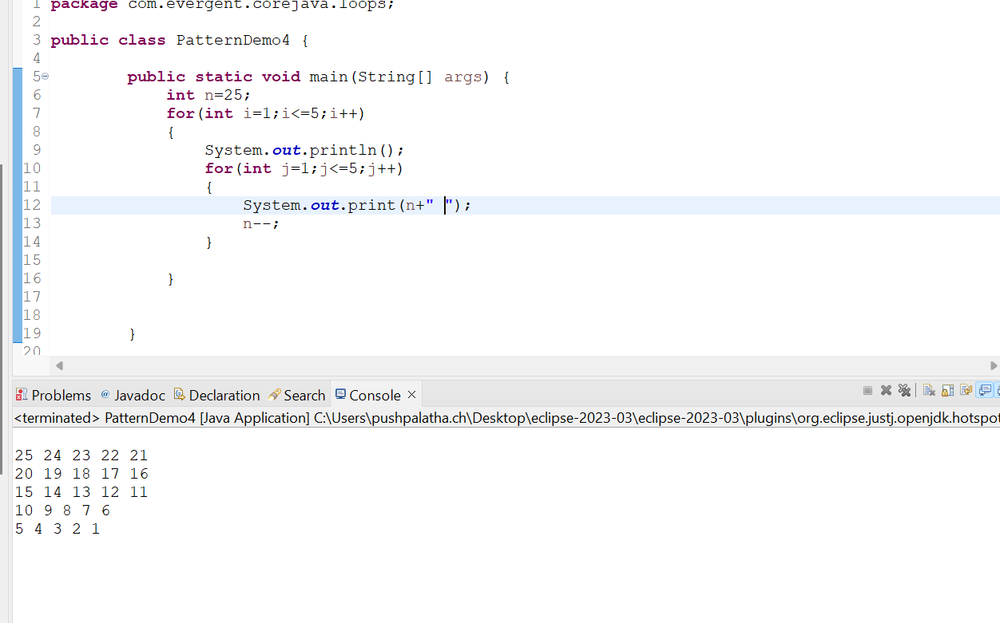 1 package com.evergent.corejava.loops;
2
3 public class PatternDemo4 {
4
5 public static void main(String[] args) {
6 int n=25;
7 for(int i=1;i<=5;i++)
8 {
9 System.out.println();
10 for(int j=1;j<=5;j++)
11 {
12 System.out.print(n+" ");
13 n--;
14 }
15
16 }
17
18
19 }
20
Problems Javadoc Declaration Search Console
<terminated> PatternDemo4 [Java Application] C:\Users\pushpalatha.ch\Desktop\eclipse-2023-03\eclipse-2023-03\plugins\org.eclipse.justj.openjdk.hotspot
25 24 23 22 21
20 19 18 17 16
15 14 13 12 11
10 9 8 7 6
5 4 3 2 1